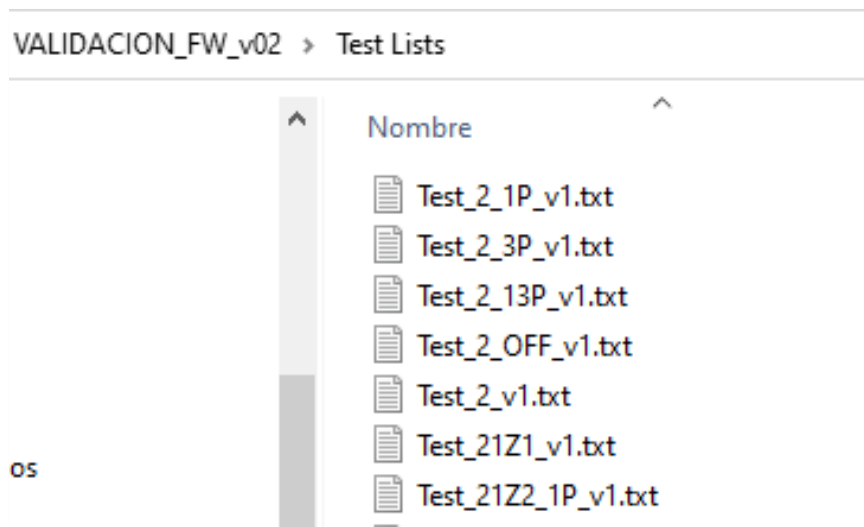 VALIDACION_FW_v02 > Test Lists
Nombre
Test_2_1P_v1.txt
Test_2_3P_v1.txt
Test_2_13P_v1.txt
Test_2_OFF_v1.txt
Test_2_v1.txt
Test_21Z1_v1.txt
os
Test_21Z2_1P_v1.txt